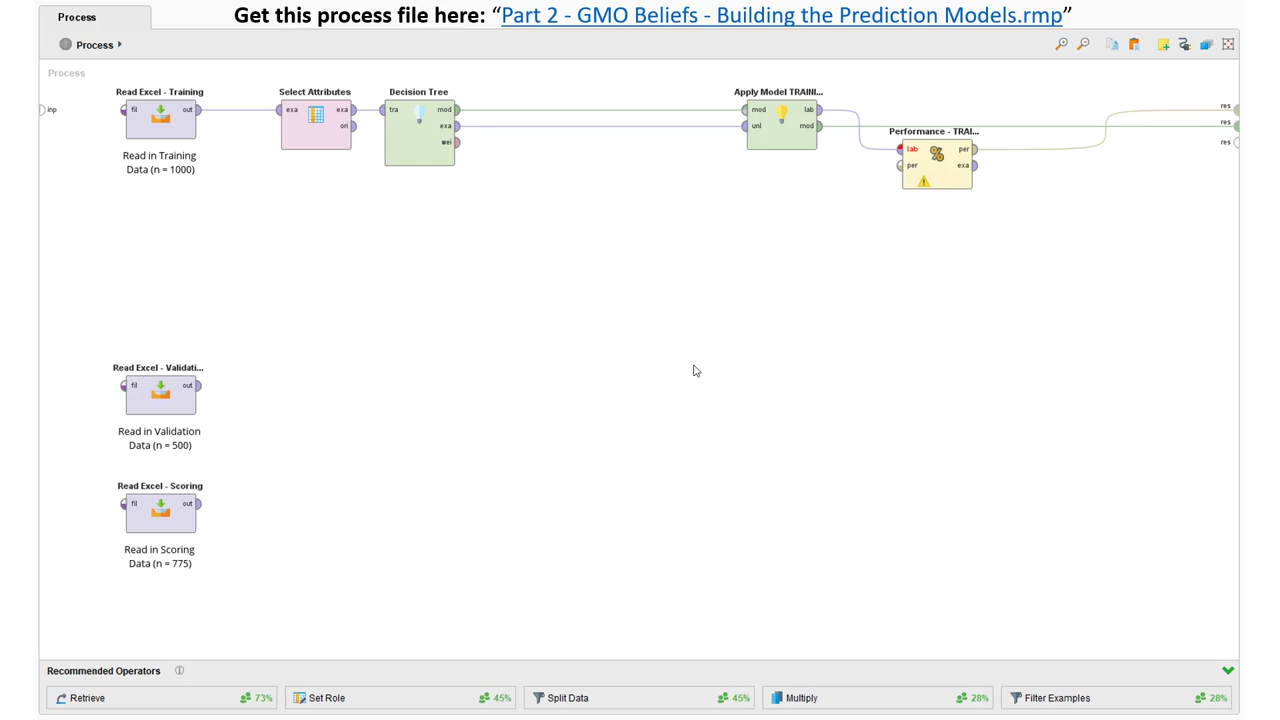 Process
Get this process file here: “Part 2 - GMO Beliefs - Building the Prediction Models.rmp”
Process
Process
inp
Read Excel - Training
fil
out
Read in Training
Data (n = 1000)
Select Attributes
exa
exa
ori
Decision Tree
tra
mod
exa
wei
Apply Model TRAINI...
mod
lab
unl
mod
Performance - TRAI...
lab
per
per
exa
res
res
res
Read Excel - Validati...
fil
out
Read in Validation
Data (n = 500)
Read Excel - Scoring
fil
out
Read in Scoring
Data (n = 775)
Recommended Operators
Retrieve
73%
Set Role
45%
Split Data
45%
Multiply
28%
Filter Examples
28%